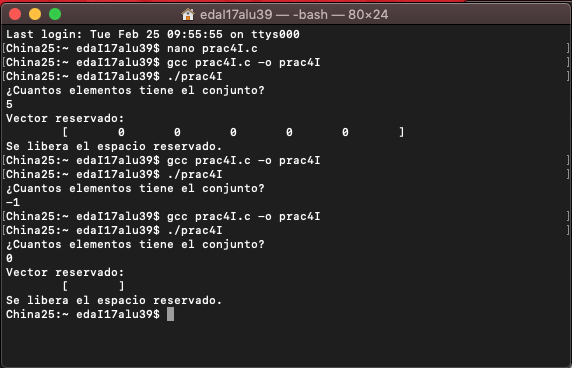 edaI17alu39 — -bash — 80×24
Last login: Tue Feb 25 09:55:55 on ttys000
[China25:~ edaI17alu39$ nano prac4I.c ]
[China25:~ edaI17alu39$ gcc prac4I.c -o prac4I ]
[China25:~ edaI17alu39$ ./prac4I ]
¿Cuantos elementos tiene el conjunto?
5
Vector reservado:
[ 0 0 0 0 0 ]
Se libera el espacio reservado.
[China25:~ edaI17alu39$ gcc prac4I.c -o prac4I ]
[China25:~ edaI17alu39$ ./prac4I ]
¿Cuantos elementos tiene el conjunto?
-1
[China25:~ edaI17alu39$ gcc prac4I.c -o prac4I ]
[China25:~ edaI17alu39$ ./prac4I ]
¿Cuantos elementos tiene el conjunto?
0
Vector reservado:
[ ]
Se libera el espacio reservado.
China25:~ edaI17alu39$